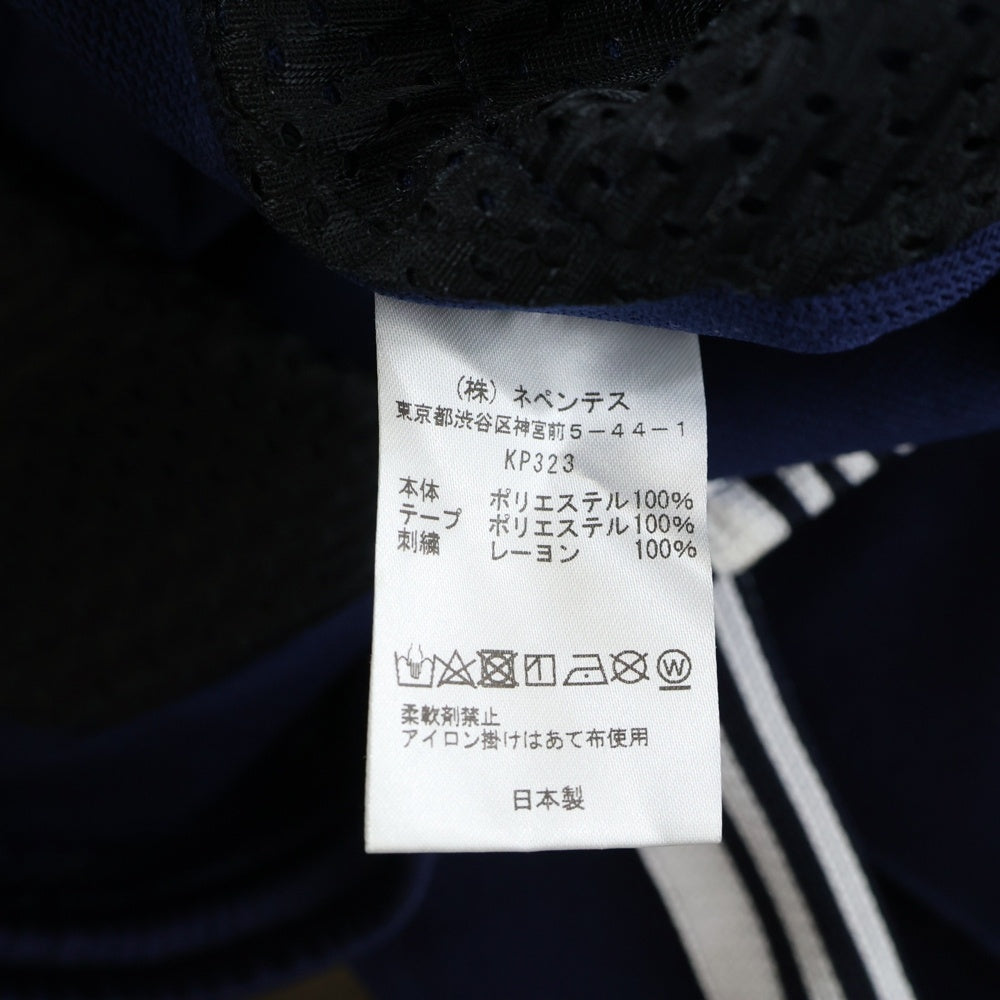 (株) ネペンテス
東京都渋谷区神宮前5-44-1
KP323
本体 ポリエステル100%
テープ ポリエステル100%
刺繍 レーヨン 100%
W
柔軟剤禁止
アイロン掛けはあて布使用
日本製